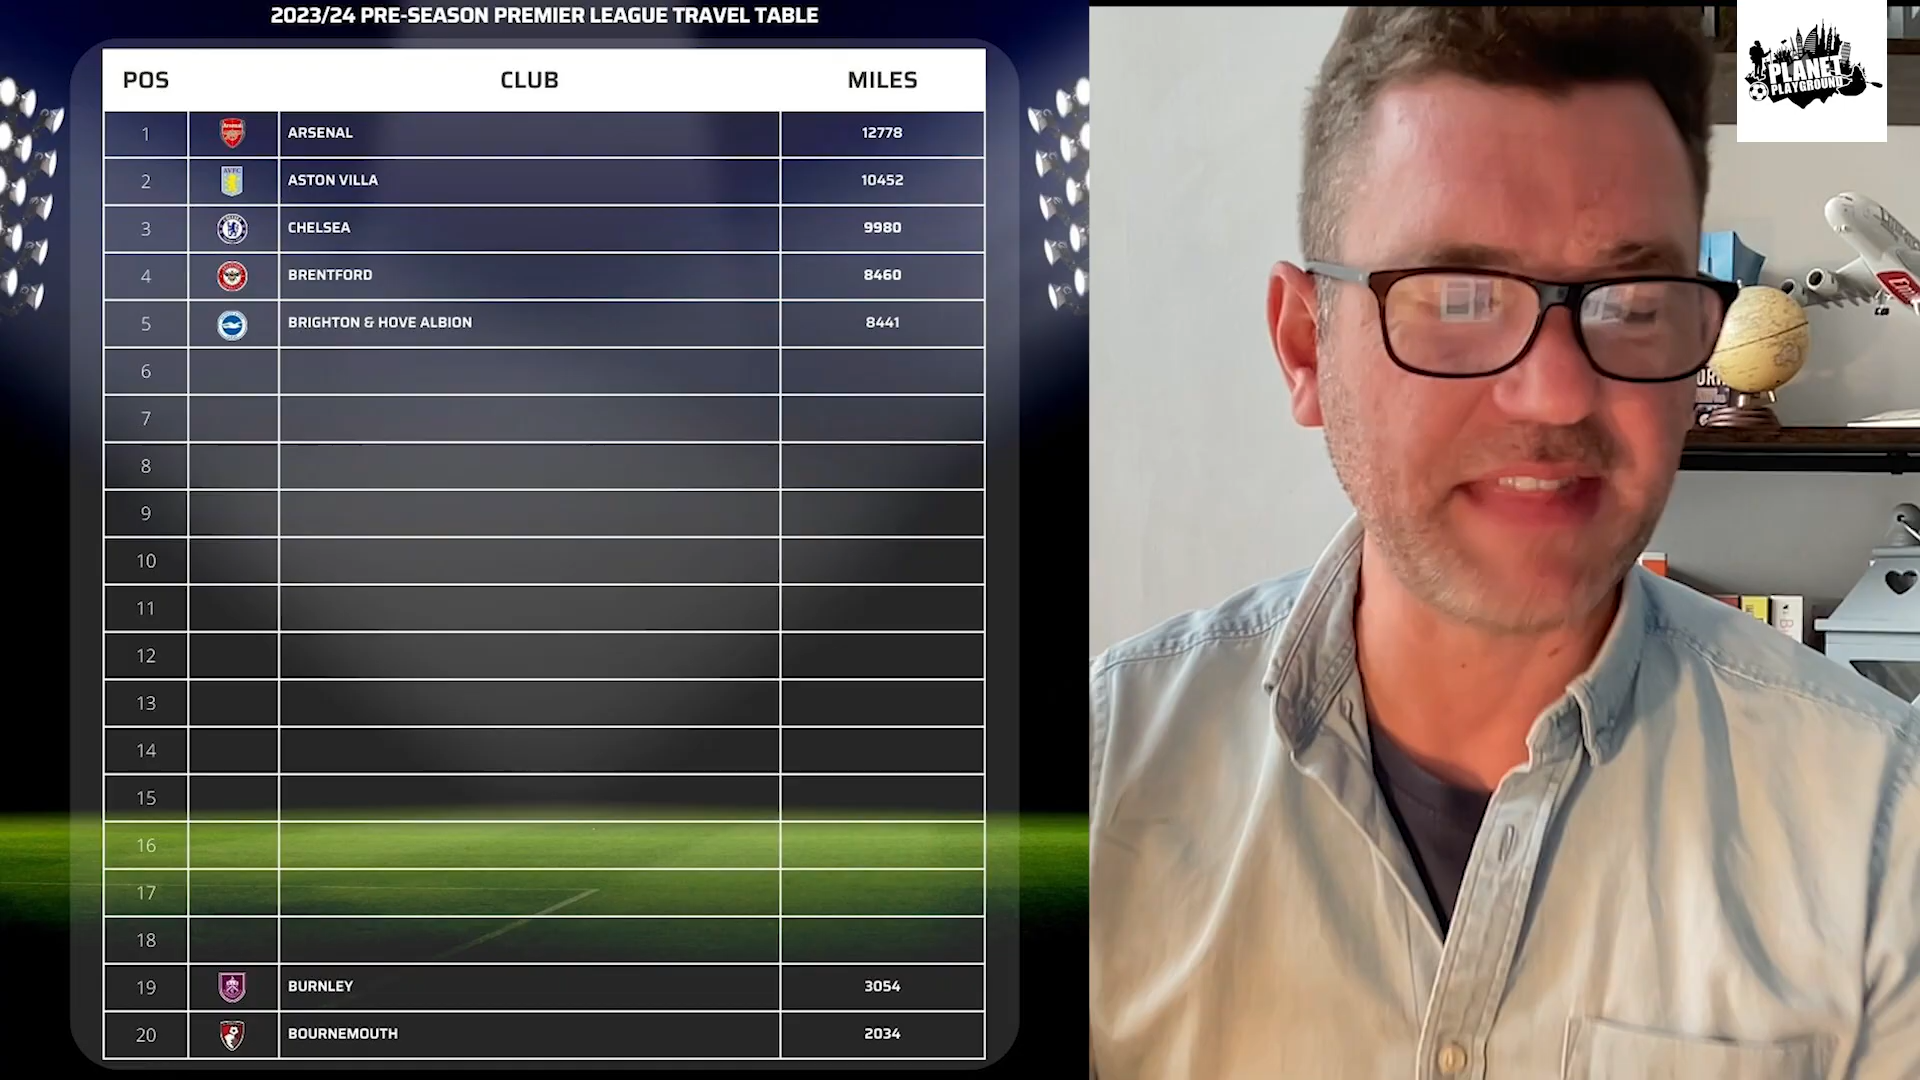 2023/24 PRE-SEASON PREMIER LEAGUE TRAVEL TABLE
POS CLUB MILES
1 ARSENAL 12778
2 ASTON VILLA 10452
3 CHELSEA 9980
4 BRENTFORD 8460
5 BRIGHTON & HOVE ALBION 8441
6
7
8
9
10
11
12
13
14
15
16
17
18
19 BURNLEY 3054
20 BOURNEMOUTH 2034
PLANET
PLAYGROUND